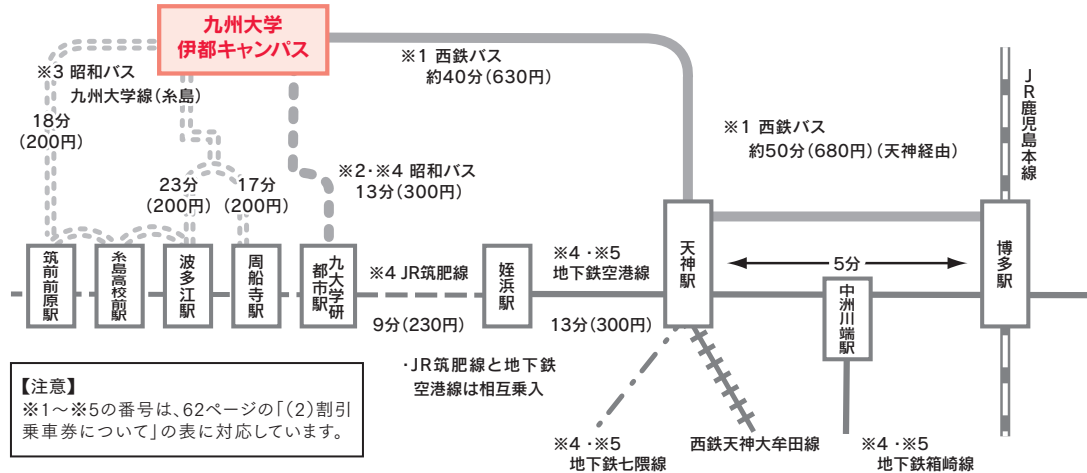 九州大学
伊都キャンパス
※3 昭和バス
九州大学線(糸島)
18分
(200円)
23分
(200円)
17分
(200円)
※2・※4 昭和バス
13分(300円)
※1 西鉄バス
約40分(630円)
※1 西鉄バス
約50分(680円)(天神経由)
JR鹿児島本線
筑前前原駅
糸島高校前駅
波多江駅
周船寺駅
九大学研
都市駅
※4 JR筑肥線
9分(230円)
姪浜駅
※4 ・※5
地下鉄空港線
13分(300円)
天神駅
5分
中洲川端駅
博多駅
・JR筑肥線と地下鉄
空港線は相互乗入
※4 ・※5
地下鉄七隈線
西鉄天神大牟田線
※4 ・※5
地下鉄箱崎線
【注意】
※1~※5の番号は、62ページの「(2)割引
乗車券について」の表に対応しています。